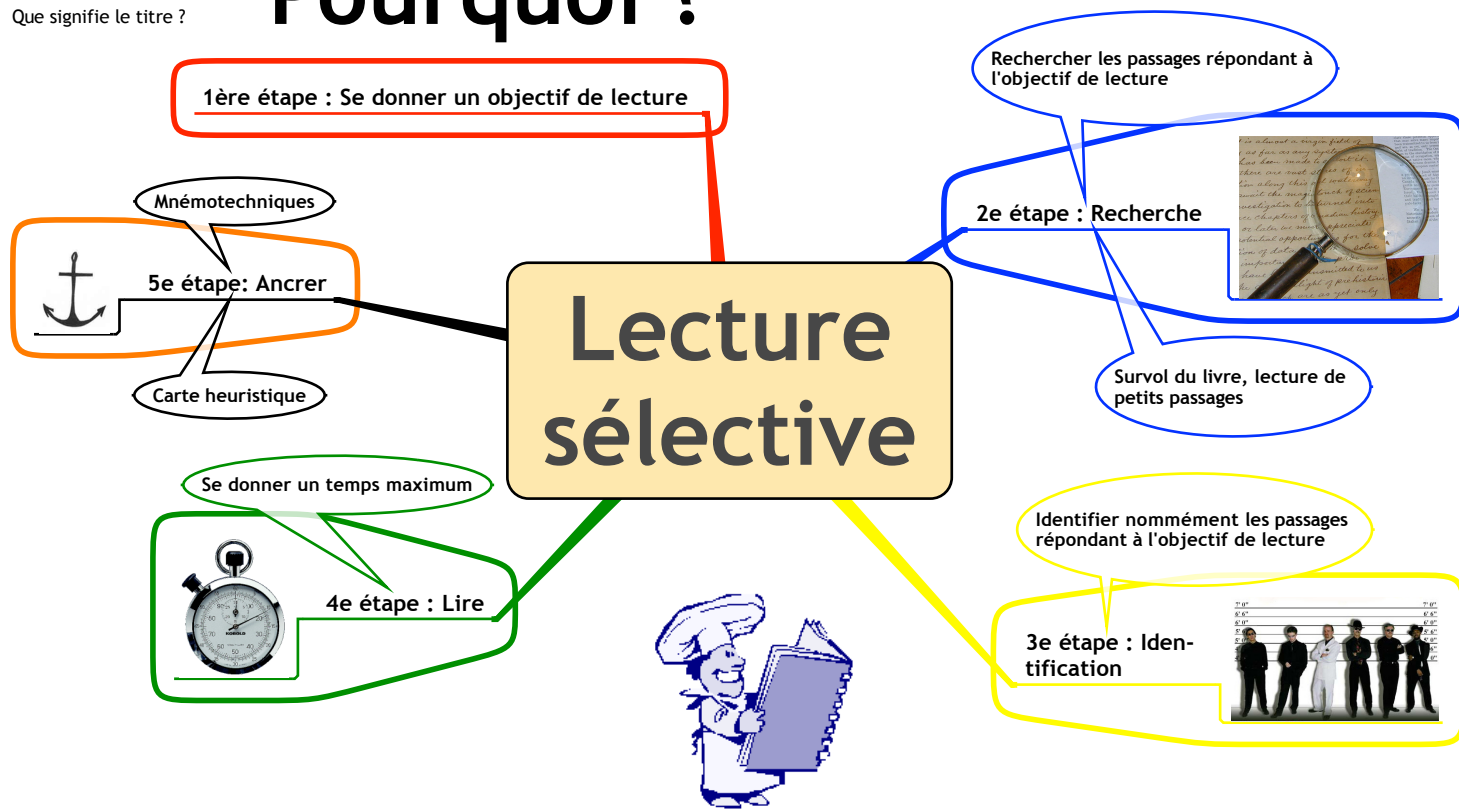 Que signifie le titre ?
Pourquoi ?
1ère étape : Se donner un objectif de lecture
Rechercher les passages répondant à
l'objectif de lecture
2e étape : Recherche
Survol du livre, lecture de
petits passages
Mnémotechniques
5e étape: Ancrer
Carte heuristique
Lecture
sélective
Se donner un temps maximum
4e étape : Lire
KOBOLD
Identifier nommément les passages
répondant à l'objectif de lecture
3e étape : Iden-
tification